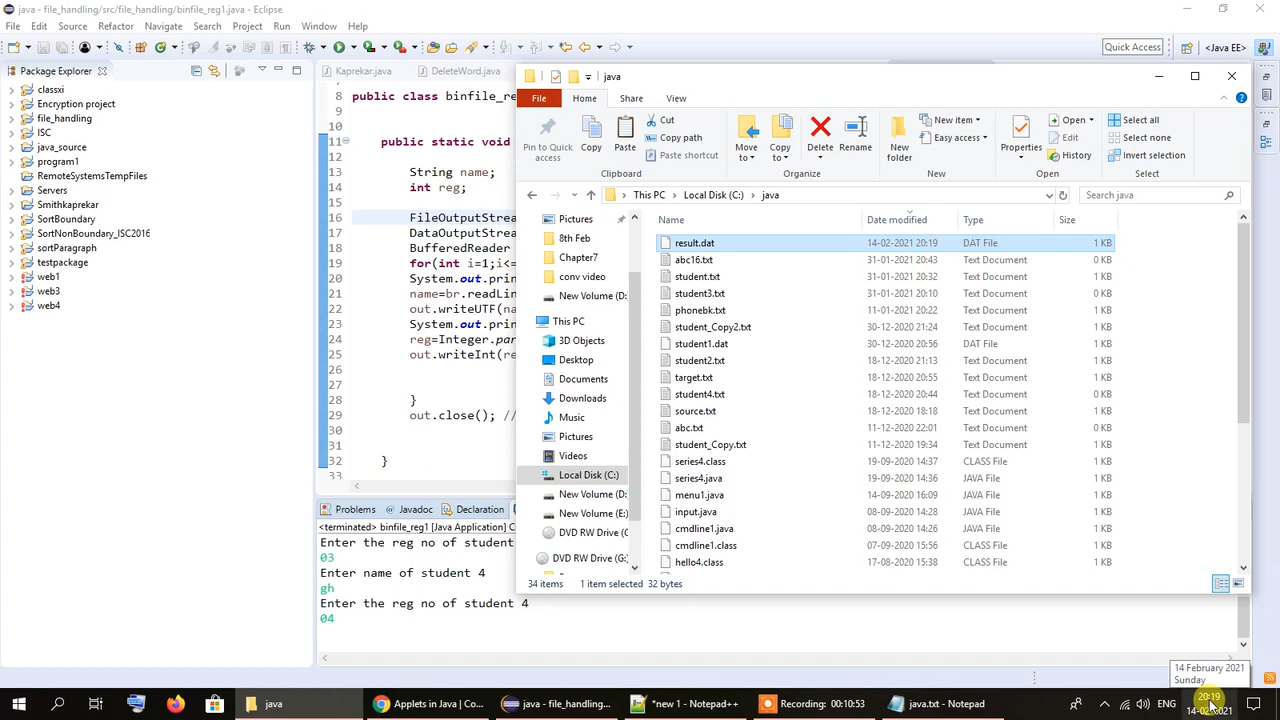 java - file_handling/src/file_handling/binfile_reg1.java - Eclipse
File Edit Source Refactor Navigate Search Project Run Window Help
Quick Access
<Java EE>
Package Explorer
classxi
Encryption project
file_handling
ISC
java_source
program1
RemoteSystemsTempFiles
Servers
Smithkaprekar
SortBoundary
SortNonBoundary_ISC2016
sortParagraph
testpackage
web1
web3
web4
Kaprekar.java
DeleteWord.java
8 public class binfile_re
9
10
11 public static void
12
13 String name;
14 int reg;
15
16 FileOutputStrea
17 DataOutputStrea
18 BufferedReader
19 for(int i=1;i<=
20 System.out.prin
21 name=br.readLin
22 out.writeUTF(na
23 System.out.prin
24 reg=Integer.par
25 out.writeInt(re
26
27
28 }
29 out.close(); //
30
31
32 }
33
Problems
Javadoc
Declaration
<terminated> binfile_reg1 [Java Application] C
Enter the reg no of student
03
Enter name of student 4
gh
Enter the reg no of student 4
04
java
File Home Share View
Pin to Quick access
Copy
Paste
Cut
Copy path
Paste shortcut
Clipboard
Move to
Copy to
Delete
Rename
Organize
New folder
New item
Easy access
New
Properties
Open
Edit
History
Open
Select all
Select none
Invert selection
Select
This PC > Local Disk (C:) > java
Search java
Pictures
8th Feb
Chapter7
conv video
New Volume (D:
This PC
3D Objects
Desktop
Documents
Downloads
Music
Pictures
Videos
Local Disk (C:)
New Volume (D:
New Volume (E:)
DVD RW Drive (G
DVD RW Drive (G:)
Name Date modified Type Size
result.dat 14-02-2021 20:19 DAT File 1 KB
abc16.txt 31-01-2021 20:43 Text Document 0 KB
student.txt 31-01-2021 20:32 Text Document 1 KB
student3.txt 31-01-2021 20:10 Text Document 1 KB
phonebk.txt 11-01-2021 20:22 Text Document 1 KB
student_Copy2.txt 30-12-2020 21:24 Text Document 1 KB
student1.dat 30-12-2020 20:56 DAT File 1 KB
student2.txt 18-12-2020 21:13 Text Document 1 KB
target.txt 18-12-2020 20:55 Text Document 1 KB
student4.txt 18-12-2020 20:44 Text Document 0 KB
source.txt 18-12-2020 18:18 Text Document 1 KB
abc.txt 11-12-2020 22:01 Text Document 0 KB
student_Copy.txt 11-12-2020 19:34 Text Document 1 KB
series4.class 19-09-2020 14:37 CLASS File 1 KB
series4.java 19-09-2020 14:36 JAVA File 1 KB
menu1.java 14-09-2020 16:09 JAVA File 1 KB
input.java 08-09-2020 14:28 JAVA File 1 KB
cmdline1.java 08-09-2020 14:26 JAVA File 1 KB
cmdline1.class 07-09-2020 15:56 CLASS File 1 KB
hello4.class 17-08-2020 15:38 CLASS File 1 KB
34 items 1 item selected 32 bytes
14 February 2021
Sunday
java
Applets in Java | Co...
java - file_handling...
*new 1 - Notepad++
Recording: 00:10:53
java.txt - Notepad
ENG
20:19
14-02-2021